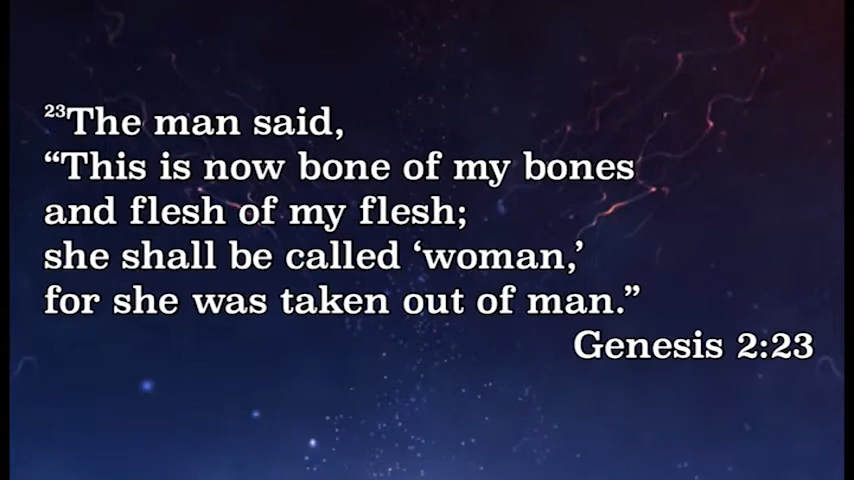 ²³The man said,
“This is now bone of my bones
and flesh of my flesh;
she shall be called ‘woman,’
for she was taken out of man.”
Genesis 2:23